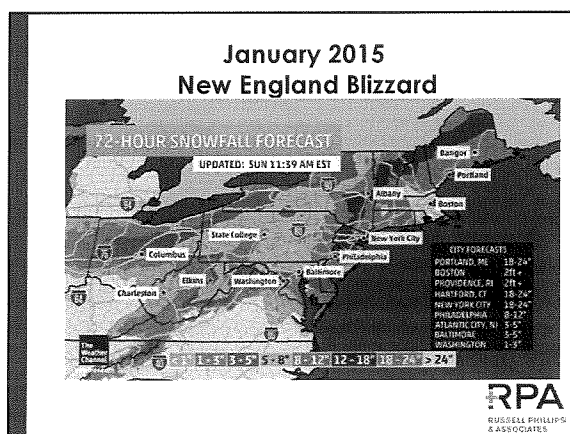 January 2015
New England Blizzard
72-HOUR SNOWFALL FORECAST
UPDATED: SUN 11:39 AM EST
Bangor
Portland
Albany
Boston
New York City
State College
Columbus
Philadelphia
Elkins
Washington
Baltimore
Charleston
CITY FORECASTS
PORTLAND, ME 18-24"
BOSTON 2ft+
PROVIDENCE, RI 2ft+
HARTFORD, CT 18-24"
NEW YORK CITY 18-24"
PHILADELPHIA 8-12"
ATLANTIC CITY, NJ 3-5"
BALTIMORE 3-5"
WASHINGTON 1-3"
The
Weather
Channel
< 1" 1 - 3" 3 - 5" 5 - 8" 8 - 12" 12 - 18" 18 - 24" > 24"
RPA
RUSSELL PHILLIPS
& ASSOCIATES